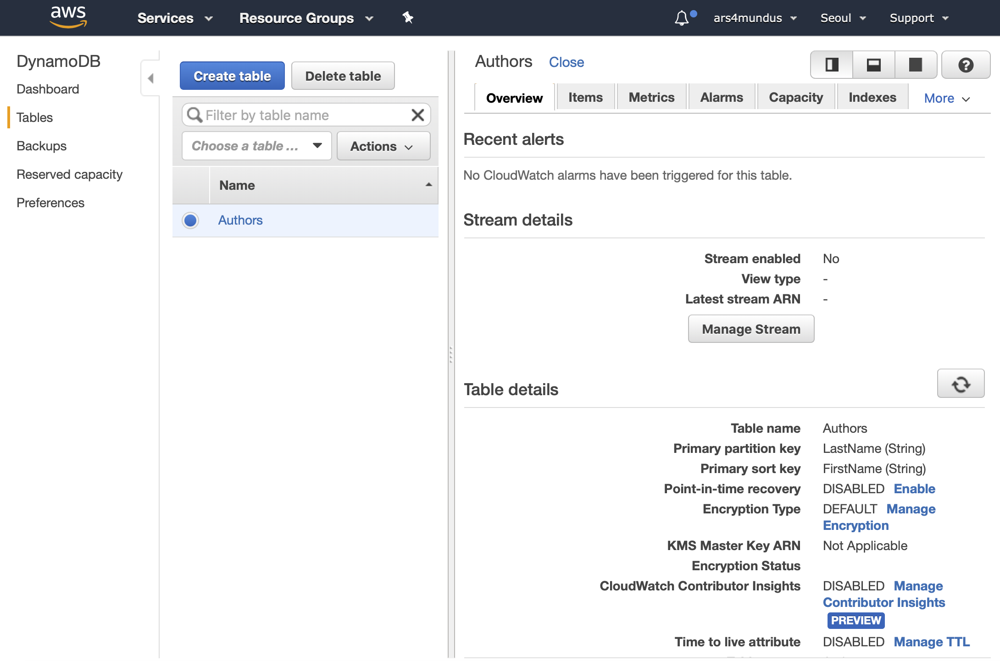 aws Services Resource Groups ars4mundus Seoul Support
DynamoDB
Dashboard
Tables
Backups
Reserved capacity
Preferences
Create table Delete table
Filter by table name
Choose a table ... Actions
Name
Authors
Authors Close
Overview Items Metrics Alarms Capacity Indexes More
Recent alerts
No CloudWatch alarms have been triggered for this table.
Stream details
Stream enabled No
View type -
Latest stream ARN -
Manage Stream
Table details
Table name Authors
Primary partition key LastName (String)
Primary sort key FirstName (String)
Point-in-time recovery DISABLED Enable
Encryption Type DEFAULT Manage
Encryption
KMS Master Key ARN Not Applicable
Encryption Status
CloudWatch Contributor Insights DISABLED Manage
Contributor Insights
PREVIEW
Time to live attribute DISABLED Manage TTL